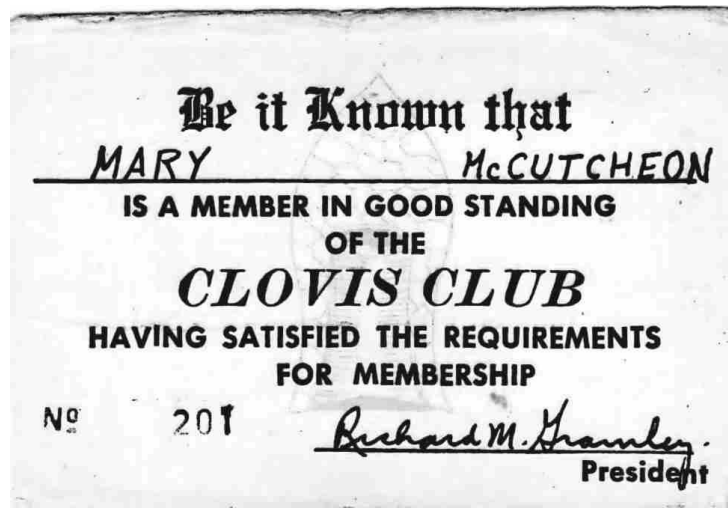 Be it Known that
MARY McCUTCHEON
IS A MEMBER IN GOOD STANDING
OF THE
CLOVIS CLUB
HAVING SATISFIED THE REQUIREMENTS
FOR MEMBERSHIP
Nº 201
Richard M. Gramley
President